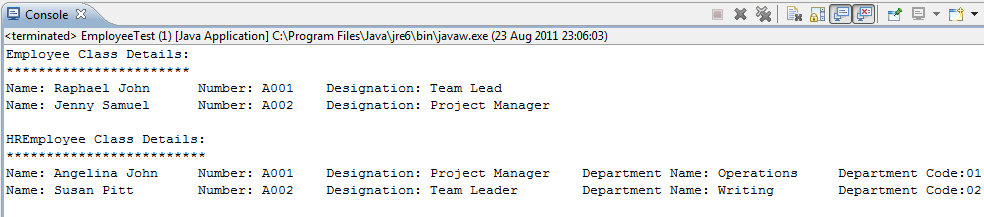 Console
<terminated> EmployeeTest (1) [Java Application] C:\Program Files\Java\jre6\bin\javaw.exe (23 Aug 2011 23:06:03)
Employee Class Details:
***********************
Name: Raphael John      Number: A001    Designation: Team Lead
Name: Jenny Samuel      Number: A002    Designation: Project Manager
HREmployee Class Details:
*************************
Name: Angelina John     Number: A001    Designation: Project Manager    Department Name: Operations     Department Code:01
Name: Susan Pitt        Number: A002    Designation: Team Leader        Department Name: Writing        Department Code:02